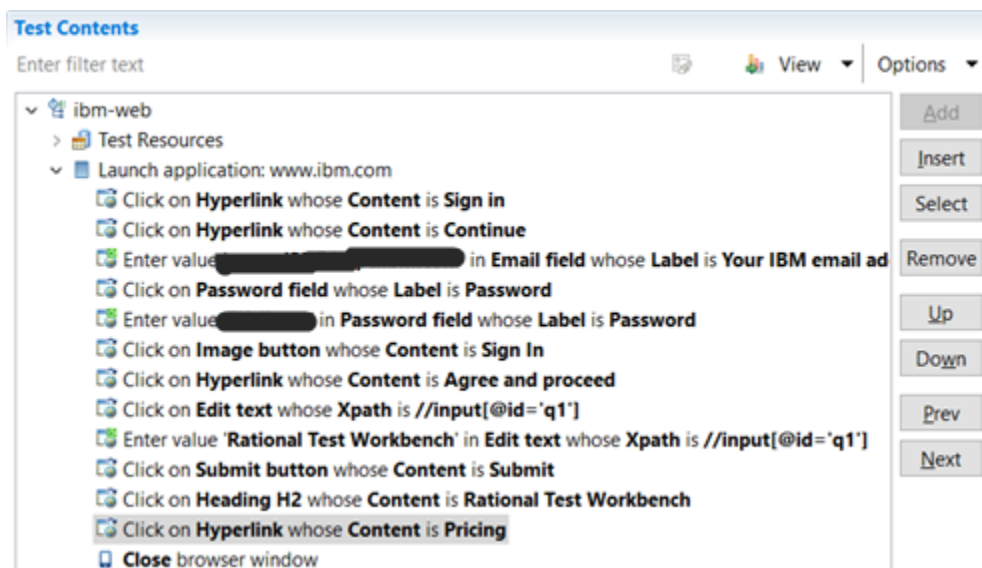 Test Contents
Enter filter text
View
Options
ibm-web
Add
Test Resources
Insert
Launch application: www.ibm.com
Click on Hyperlink whose Content is Sign in
Select
Click on Hyperlink whose Content is Continue
Enter value in Email field whose Label is Your IBM email ad
Remove
Click on Password field whose Label is Password
Enter value in Password field whose Label is Password
Up
Click on Image button whose Content is Sign In
Down
Click on Hyperlink whose Content is Agree and proceed
Click on Edit text whose Xpath is //input[@id='q1']
Prev
Enter value 'Rational Test Workbench' in Edit text whose Xpath is //input[@id='q1']
Next
Click on Submit button whose Content is Submit
Click on Heading H2 whose Content is Rational Test Workbench
Click on Hyperlink whose Content is Pricing
Close browser window